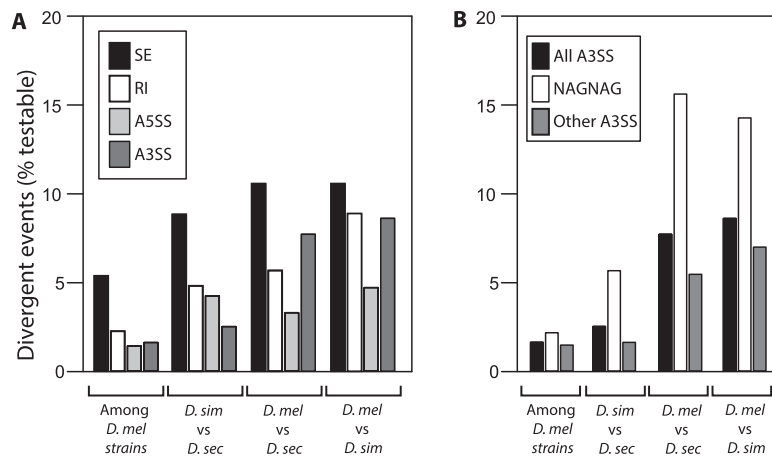 A
Divergent events (% testable)
20
15
10
5
0
SE
RI
A5SS
A3SS
Among
D. mel
strains
D. sim
vs
D. sec
D. mel
vs
D. sec
D. mel
vs
D. sim
B
20
15
10
5
0
All A3SS
NAGNAG
Other A3SS
Among
D. mel
strains
D. sim
vs
D. sec
D. mel
vs
D. sec
D. mel
vs
D. sim